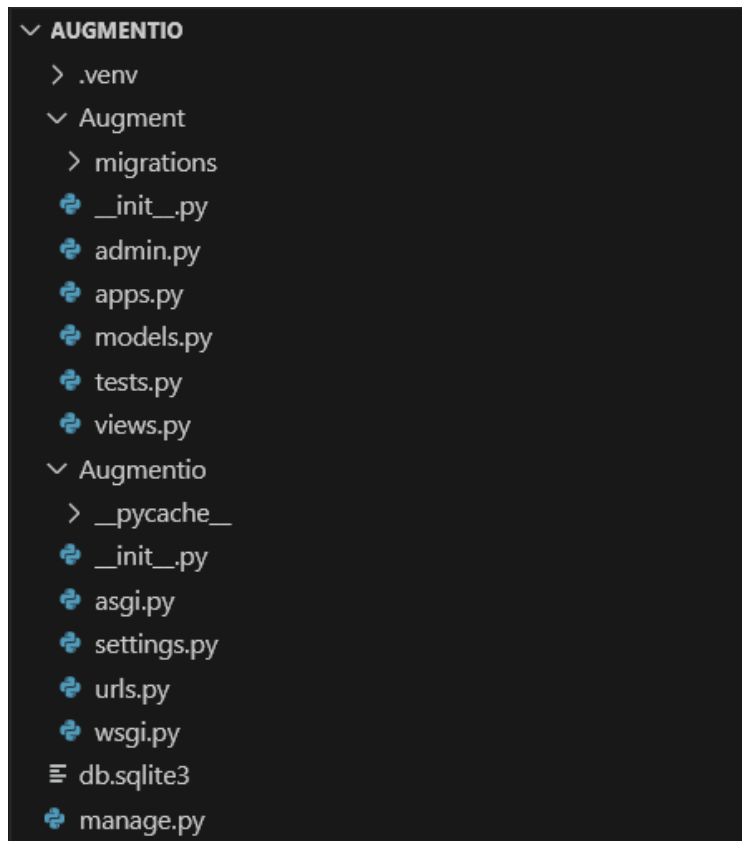 AUGMENTIO
.venv
Augment
migrations
__init__.py
admin.py
apps.py
models.py
tests.py
views.py
Augmentio
__pycache__
__init__.py
asgi.py
settings.py
urls.py
wsgi.py
db.sqlite3
manage.py